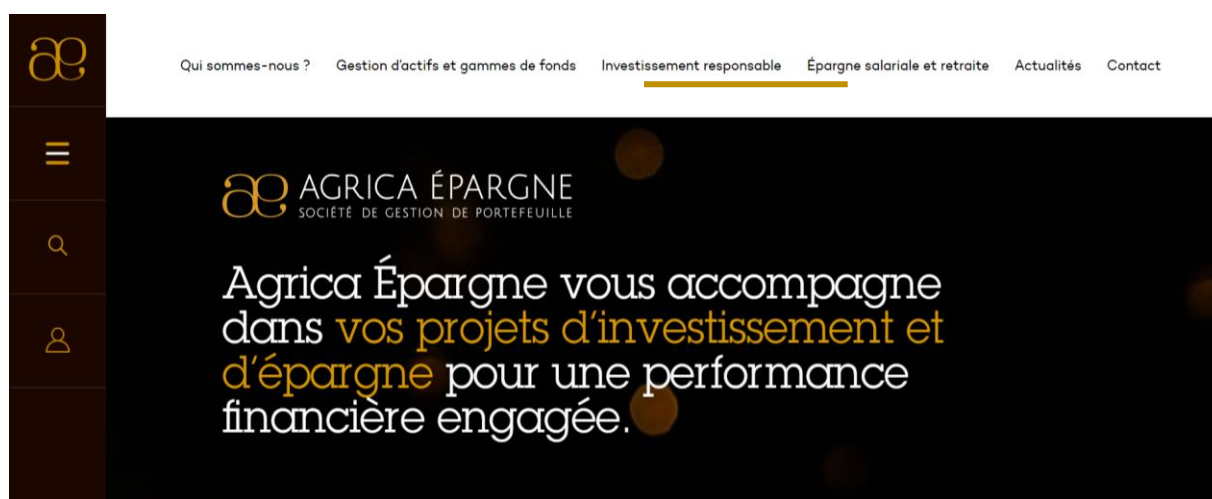 æ
Qui sommes-nous ? Gestion d'actifs et gammes de fonds Investissement responsable Épargne salariale et retraite Actualités Contact
æ AGRICA ÉPARGNE
SOCIÉTÉ DE GESTION DE PORTEFEUILLE
Agrica Épargne vous accompagne
dans vos projets d'investissement et
d'épargne pour une performance
financière engagée.